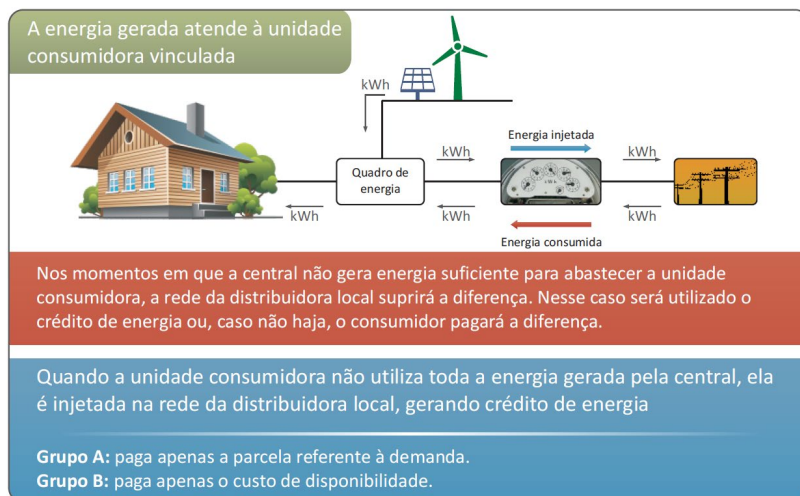 A energia gerada atende à unidade
consumidora vinculada
kWh
Energia injetada
kWh
kWh
Quadro de
energia
kWh
kWh
kWh
kWh
Energia consumida
Nos momentos em que a central não gera energia suficiente para abastecer a unidade
consumidora, a rede da distribuidora local suprirá a diferença. Nesse caso será utilizado o
crédito de energia ou, caso não haja, o consumidor pagará a diferença.
Quando a unidade consumidora não utiliza toda a energia gerada pela central, ela
é injetada na rede da distribuidora local, gerando crédito de energia
Grupo A: paga apenas a parcela referente à demanda.
Grupo B: paga apenas o custo de disponibilidade.